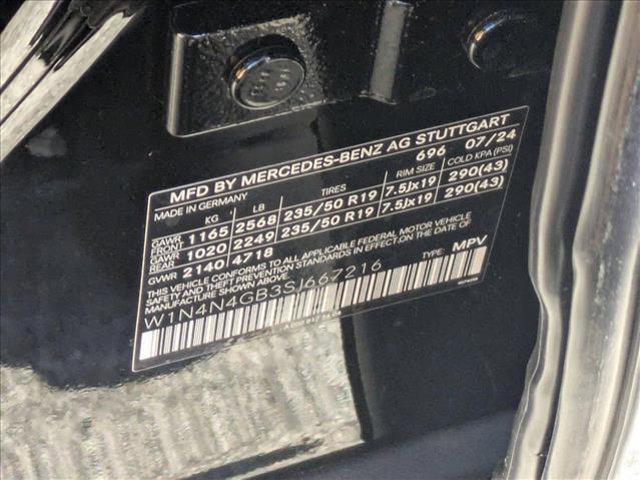 MFD BY MERCEDES-BENZ AG STUTTGART
MADE IN GERMANY 696 07/24
KG LB TIRES RIM SIZE COLD KPA (PSI)
GAWR FRONT 1165 2568 235/50 R19 7.5Jx19 290(43)
GAWR REAR 1020 2249 235/50 R19 7.5Jx19 290(43)
GVWR 2140 4718
THIS VEHICLE CONFORMS TO ALL APPLICABLE FEDERAL MOTOR VEHICLE
SAFETY BUMPER AND THEFT PREVENTION STANDARDS IN EFFECT ON THE DATE OF
MANUFACTURE SHOWN ABOVE.
W1N4N4GB3SJ667216 TYPE: MPV